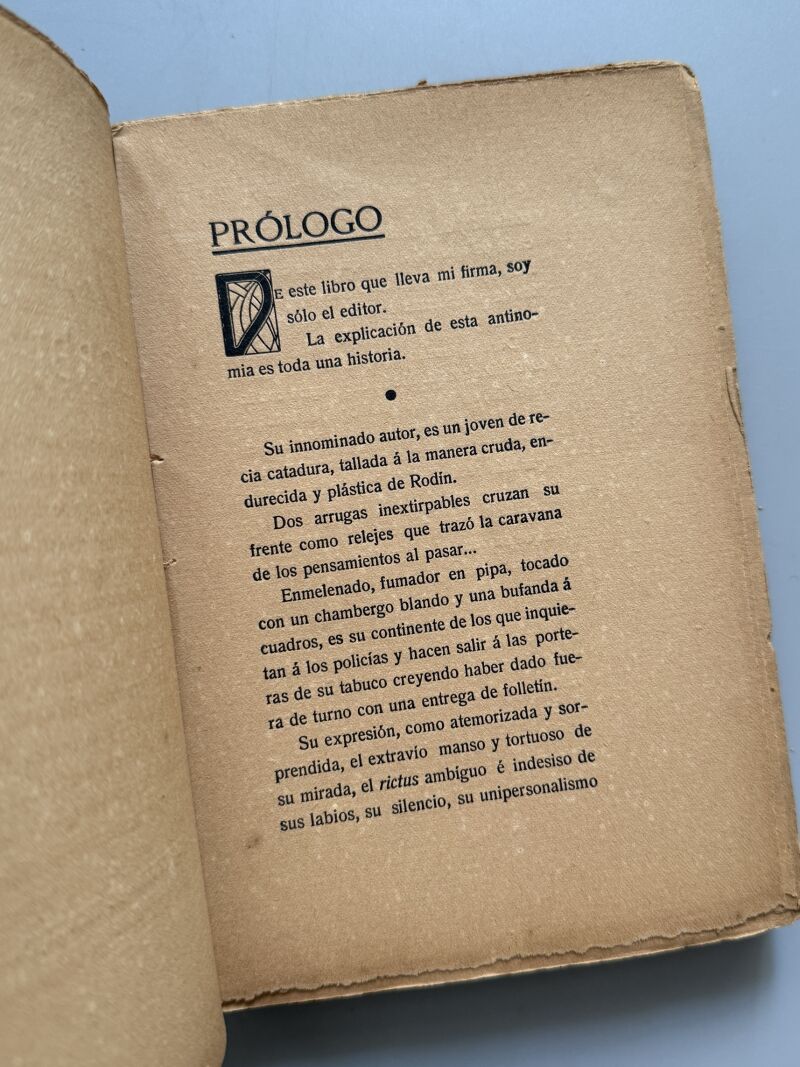 PRÓLOGO
DE este libro que lleva mi firma, soy
sólo el editor.
La explicación de esta antino-
mia es toda una historia.
Su innominado autor, es un joven de re-
cia catadura, tallada á la manera cruda, en-
durecida y plástica de Rodín.
Dos arrugas inextirpables cruzan su
frente como relejes que trazó la caravana
de los pensamientos al pasar...
Enmelenado, fumador en pipa, tocado
con un chambergo blando y una bufanda á
cuadros, es su continente de los que inquie-
tan á los policías y hacen salir á las porte-
ras de su tabuco creyendo haber dado fue-
ra de turno con una entrega de folletín.
Su expresión, como atemorizada y sor-
prendida, el extravío manso y tortuoso de
su mirada, el rictus ambiguo é indesiso de
sus labios, su silencio, su unipersonalismo